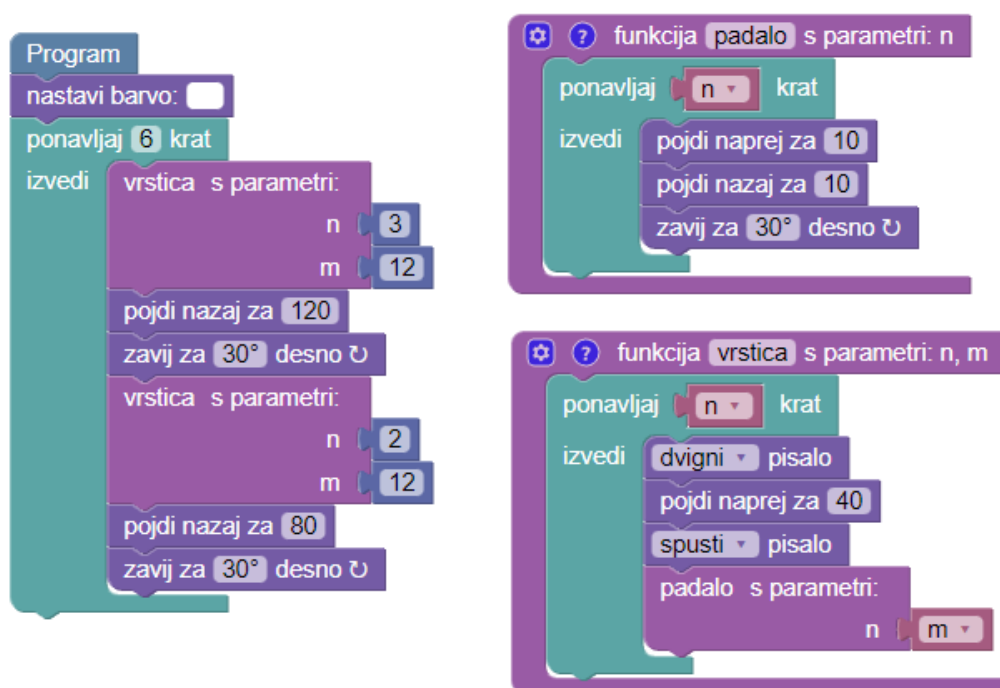 Program
nastavi barvo:
ponavljaj 6 krat
izvedi vrstica s parametri:
n 3
m 12
pojdi nazaj za 120
zavij za 30° desno ↻
vrstica s parametri:
n 2
m 12
pojdi nazaj za 80
zavij za 30° desno ↻
? funkcija padalo s parametri: n
ponavljaj n krat
izvedi pojdi naprej za 10
pojdi nazaj za 10
zavij za 30° desno ↻
? funkcija vrstica s parametri: n, m
ponavljaj n krat
izvedi dvigni pisalo
pojdi naprej za 40
spusti pisalo
padalo s parametri:
n m